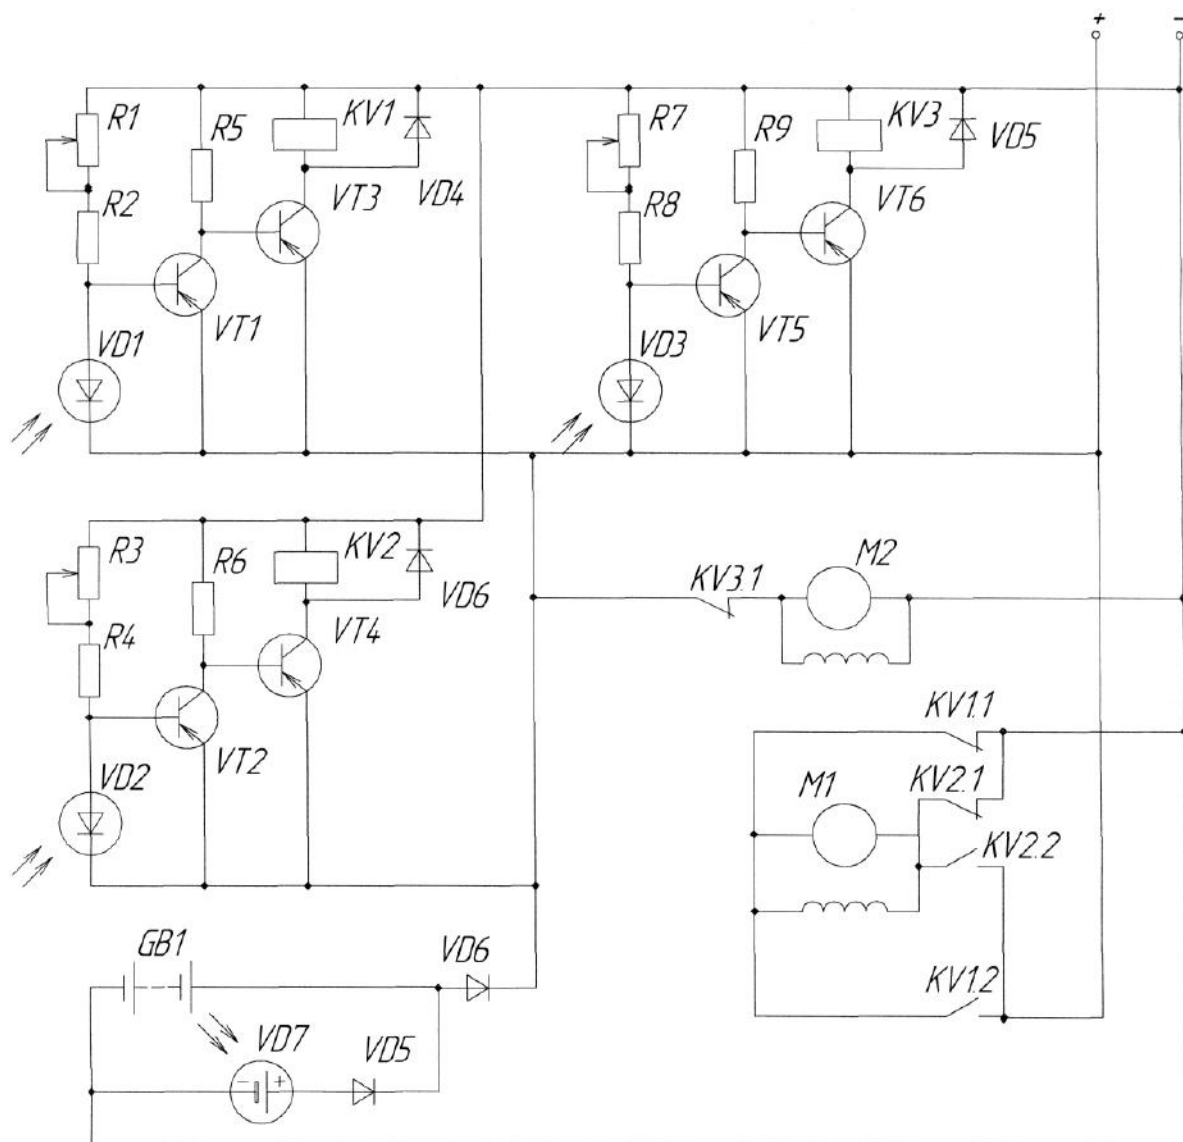 + −
R1 R5 KV1 R7 R9 KV3 VD5
R2 VT3 VD4 R8 VT6
VD1 VT1 VD3 VT5
R3 R6 KV2 VD6 KV3.1 M2
R4 VT4
VD2 VT2 KV1.1
M1 KV2.1
KV2.2
GB1 VD6 KV1.2
VD7 VD5
− +